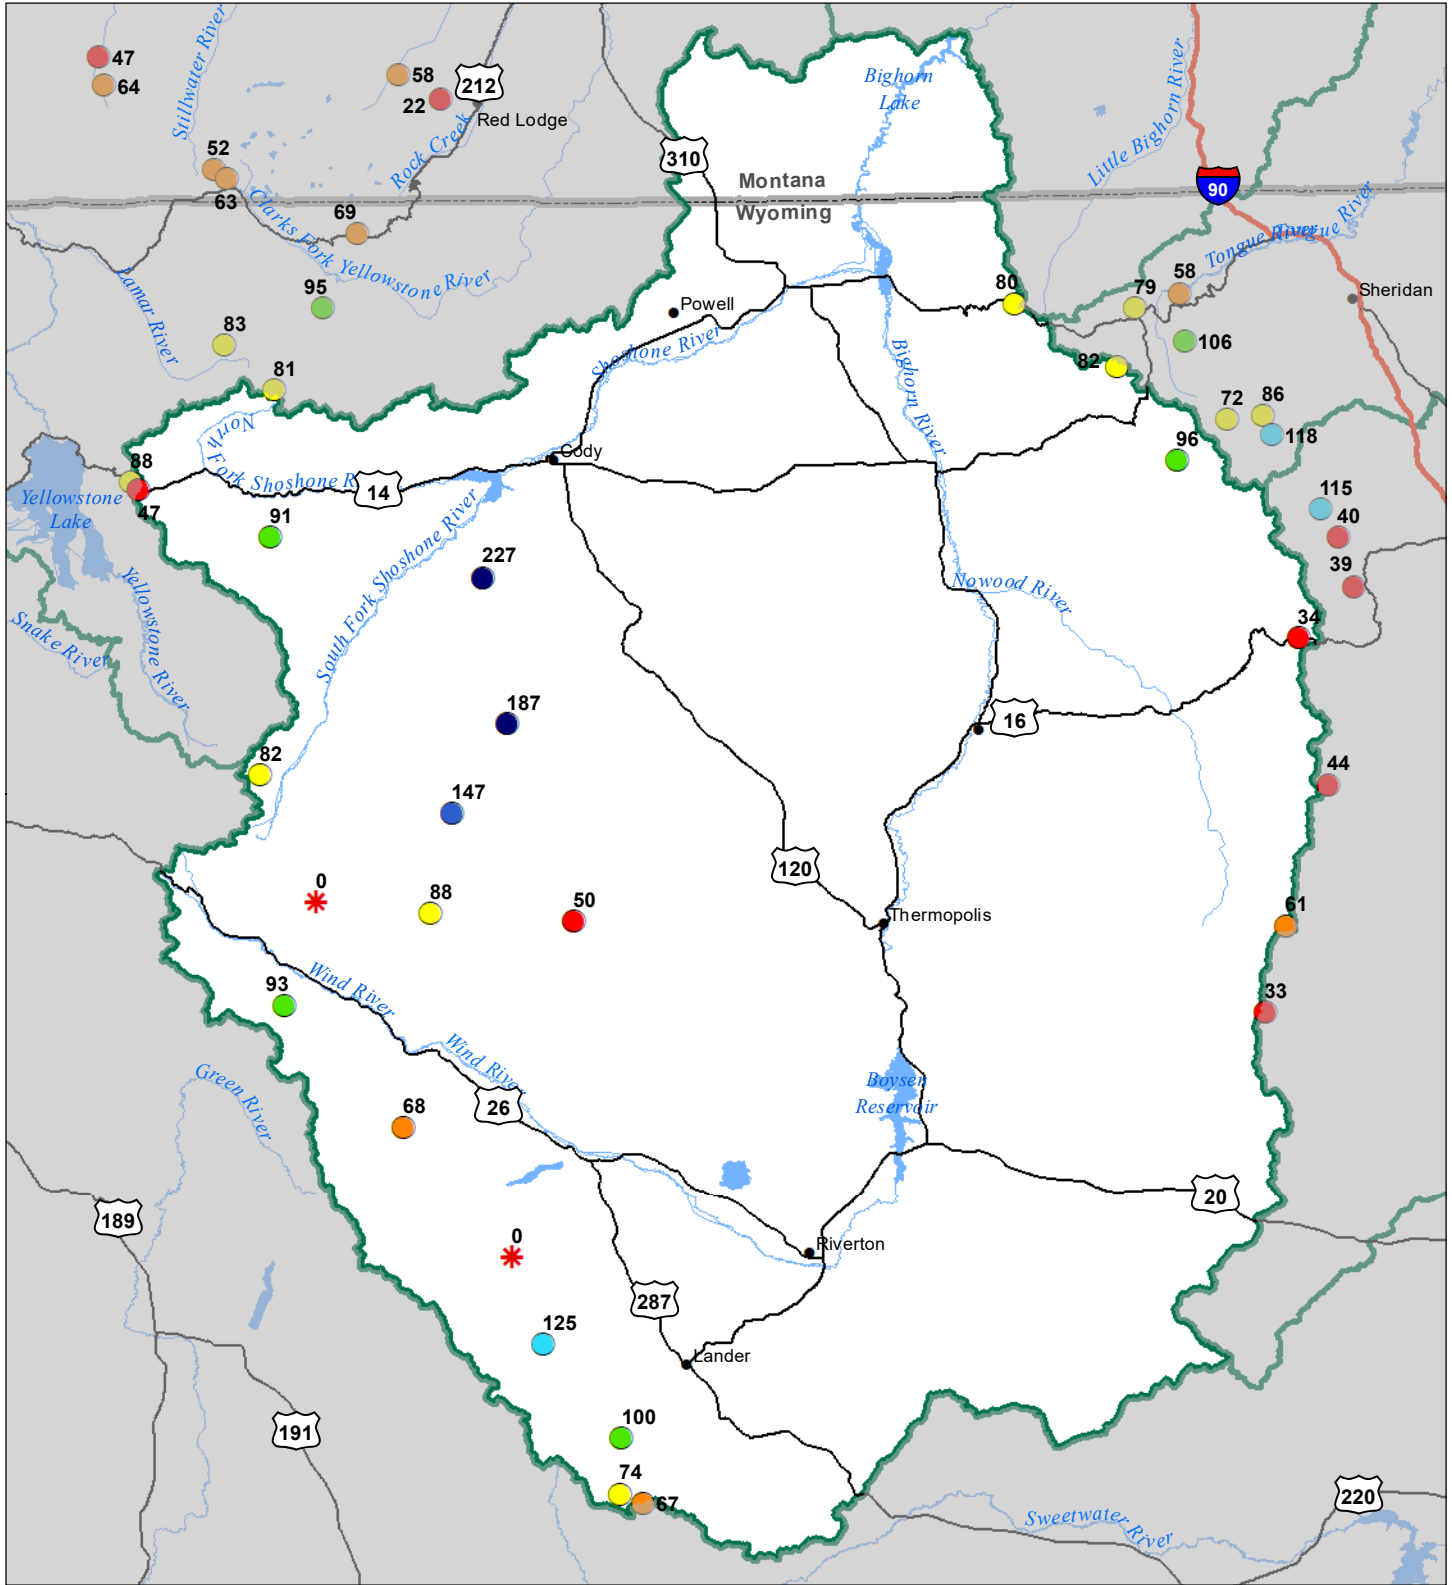 47
64
Stillwater River
58
22
212
Red Lodge
Rock Creek
Bighorn
Lake
Little Bighorn River
310
90
52
63
Montana
Wyoming
69
Clarks Fork Yellowstone River
Tongue River
Tongue River
95
Lamar River
83
81
Powell
Shoshone River
80
79
58
Sheridan
106
82
Bighorn River
72
86
118
96
North
Fork Shoshone R
14
Cody
88
47
Yellowstone
Lake
91
South Fork Shoshone River
227
115
40
39
Nowood River
34
Yellowstone River
Snake River
187
16
82
147
44
120
0
88
50
Thermopolis
61
93
Wind River
33
Wind River
26
Boysen
Reservoir
Green River
68
189
20
0
Riverton
287
125
Lander
191
100
74
67
220
Sweetwater River